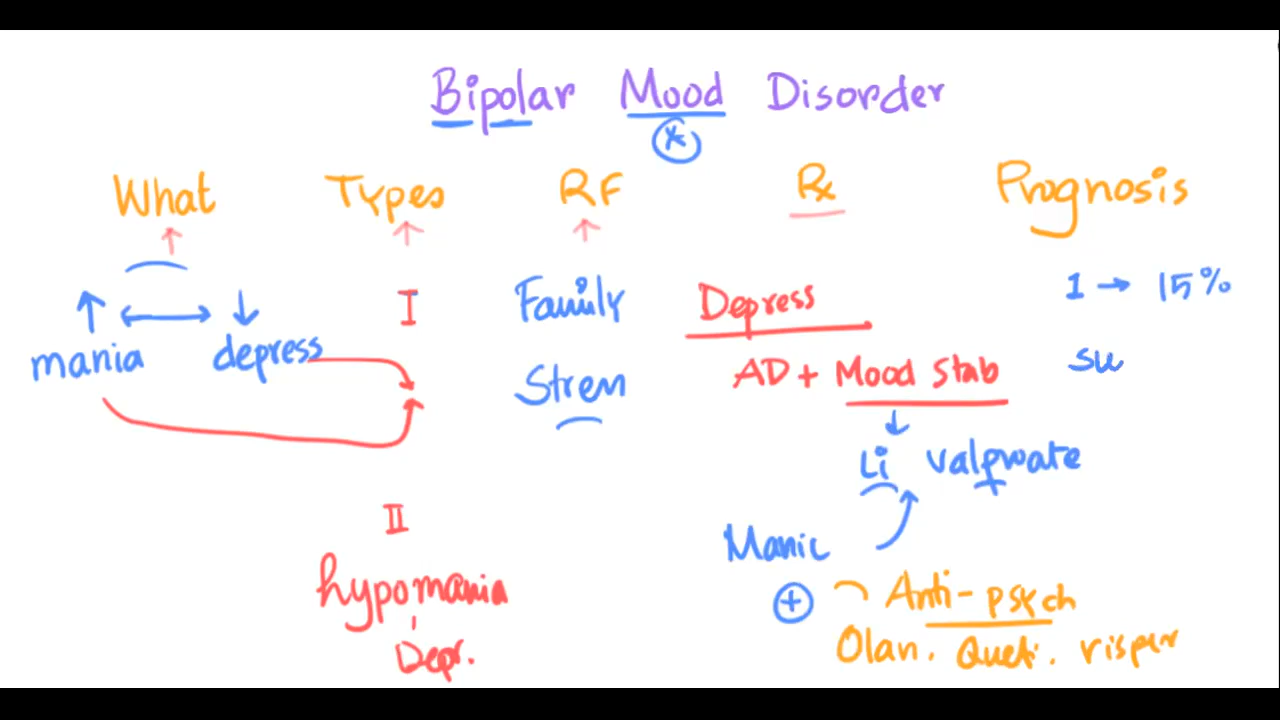 Bipolar Mood Disorder
What Types RF Rx Prognosis
↑ mania ↔ ↓ depress
I
II
hypomania
Depr.
Family
Stress
Depress
AD + Mood Stab
Li valproate
Manic
+ Anti-psych
Olan. Queti. risper
1 → 15%
su